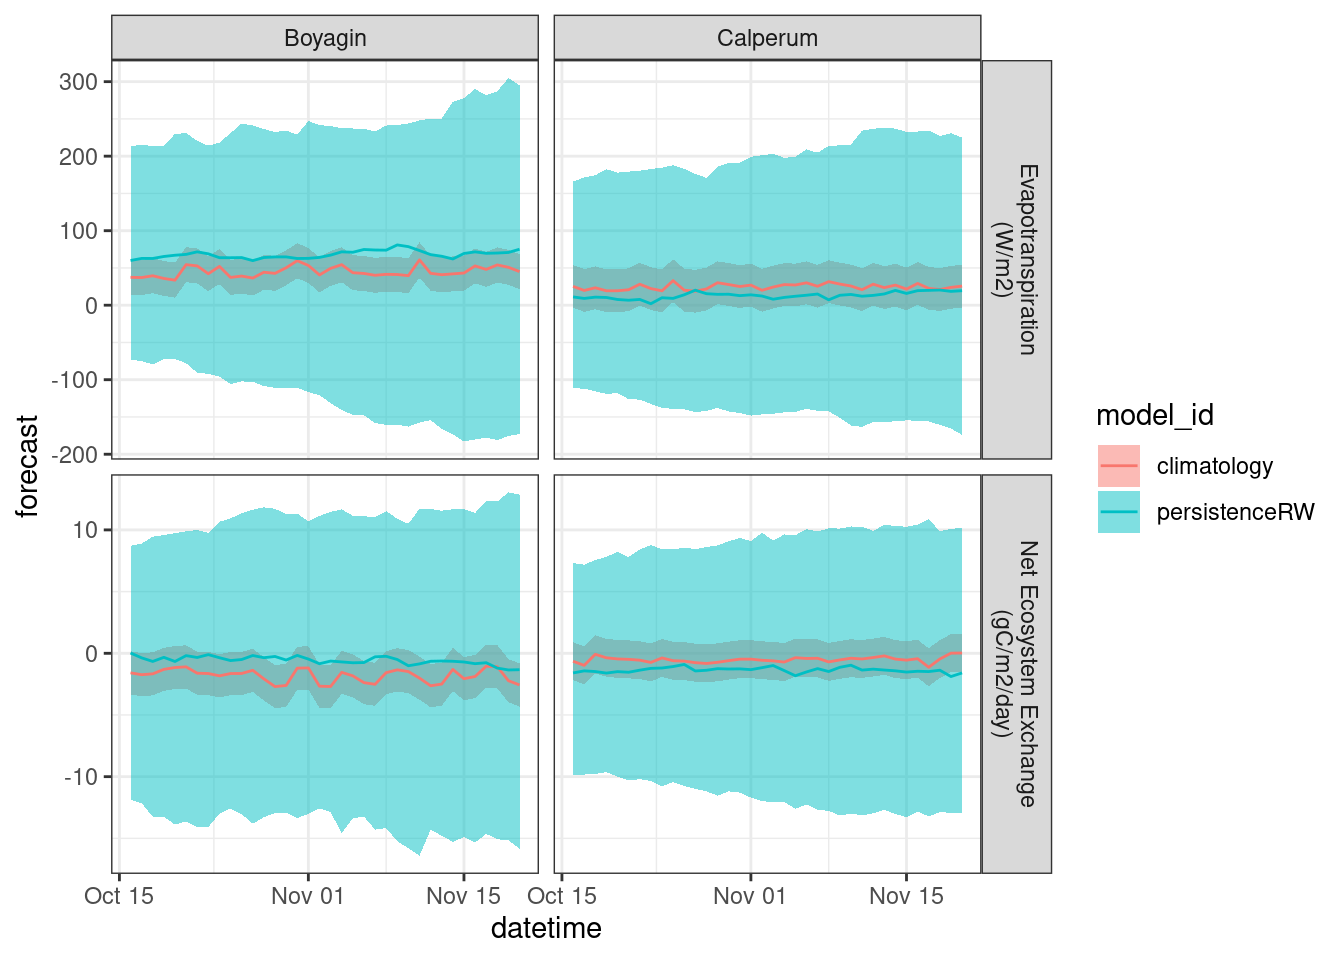 Boyagin
Calperum
300
200
100
0
-100
-200
Evapotranspiration
(W/m2)
10
0
-10
Net Ecosystem Exchange
(gC/m2/day)
forecast
Oct 15
Nov 01
Nov 15
Oct 15
Nov 01
Nov 15
datetime
model_id
climatology
persistenceRW